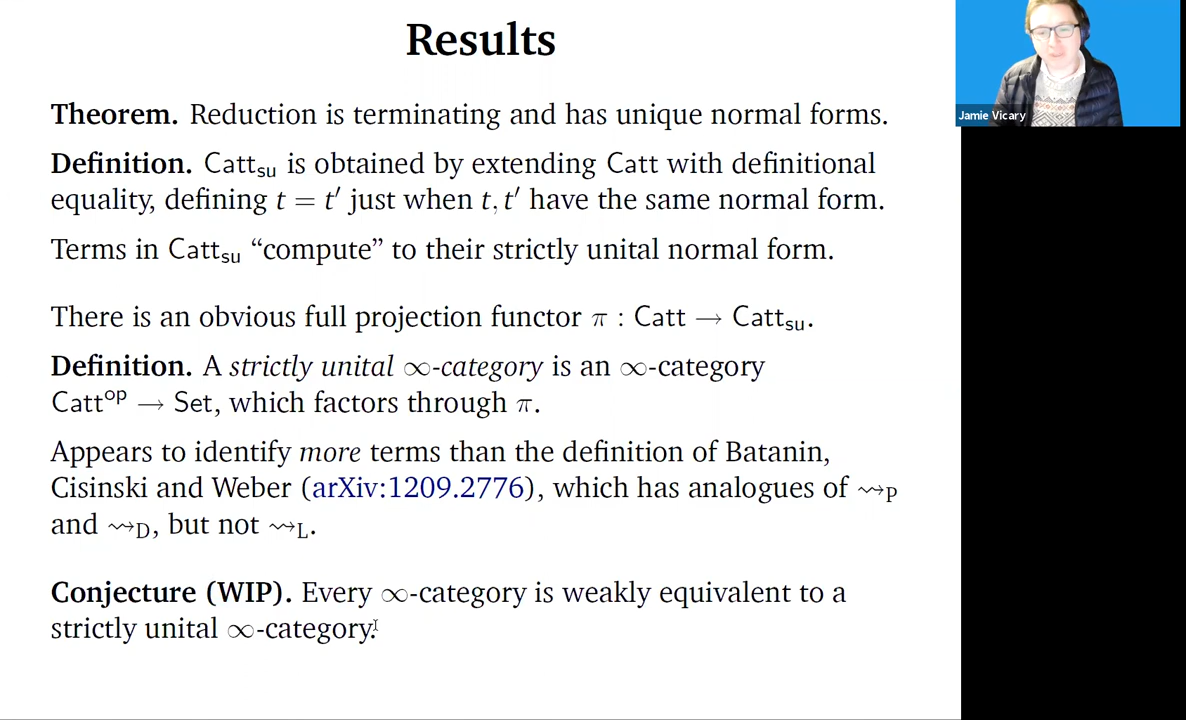 Results
Theorem. Reduction is terminating and has unique normal forms.
Definition. Catt_su is obtained by extending Catt with definitional
equality, defining t = t′ just when t, t′ have the same normal form.
Terms in Catt_su “compute” to their strictly unital normal form.
There is an obvious full projection functor π : Catt → Catt_su.
Definition. A strictly unital ∞-category is an ∞-category
Catt^op → Set, which factors through π.
Appears to identify more terms than the definition of Batanin,
Cisinski and Weber (arXiv:1209.2776), which has analogues of ⇝_P
and ⇝_D, but not ⇝_L.
Conjecture (WIP). Every ∞-category is weakly equivalent to a
strictly unital ∞-category.
Jamie Vicary